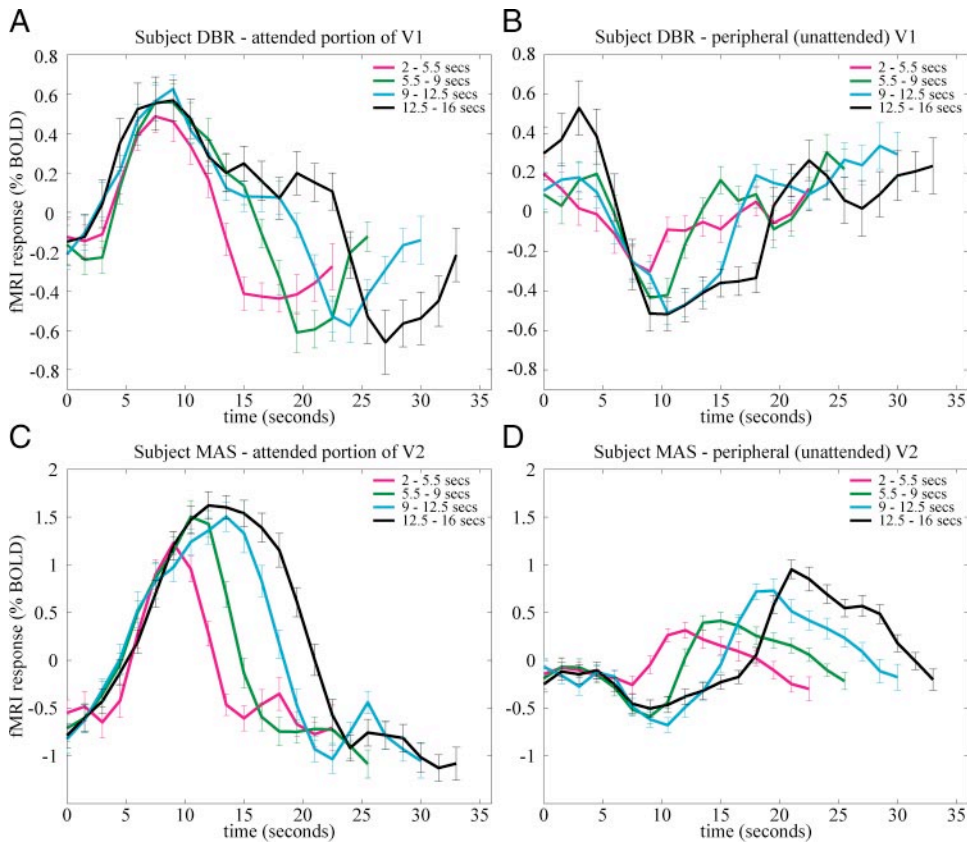 A
Subject DBR - attended portion of V1
2 - 5.5 secs
5.5 - 9 secs
9 - 12.5 secs
12.5 - 16 secs
fMRI response (% BOLD)
0.8
0.6
0.4
0.2
0
-0.2
-0.4
-0.6
-0.8
0 5 10 15 20 25 30 35
time (seconds)
B
Subject DBR - peripheral (unattended) V1
2 - 5.5 secs
5.5 - 9 secs
9 - 12.5 secs
12.5 - 16 secs
0.8
0.6
0.4
0.2
0
-0.2
-0.4
-0.6
-0.8
0 5 10 15 20 25 30 35
time (seconds)
C
Subject MAS - attended portion of V2
2 - 5.5 secs
5.5 - 9 secs
9 - 12.5 secs
12.5 - 16 secs
fMRI response (% BOLD)
2
1.5
1
0.5
0
-0.5
-1
0 5 10 15 20 25 30 35
time (seconds)
D
Subject MAS - peripheral (unattended) V2
2 - 5.5 secs
5.5 - 9 secs
9 - 12.5 secs
12.5 - 16 secs
2
1.5
1
0.5
0
-0.5
-1
0 5 10 15 20 25 30 35
time (seconds)